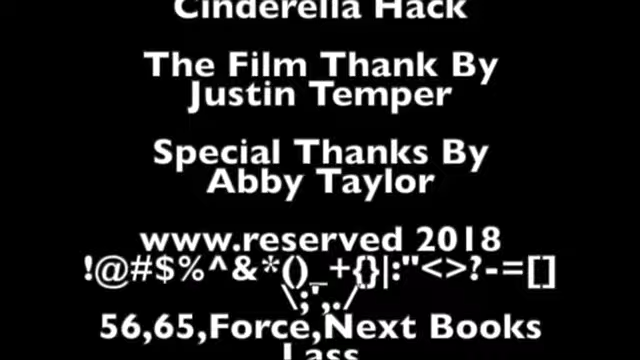 Cinderella Hack
The Film Thank By
Justin Temper
Special Thanks By
Abby Taylor
www.reserved 2018
!@#$%^&*()_+{}|:"<>?-=[]
\;',./
56,65,Force,Next Books
Lass